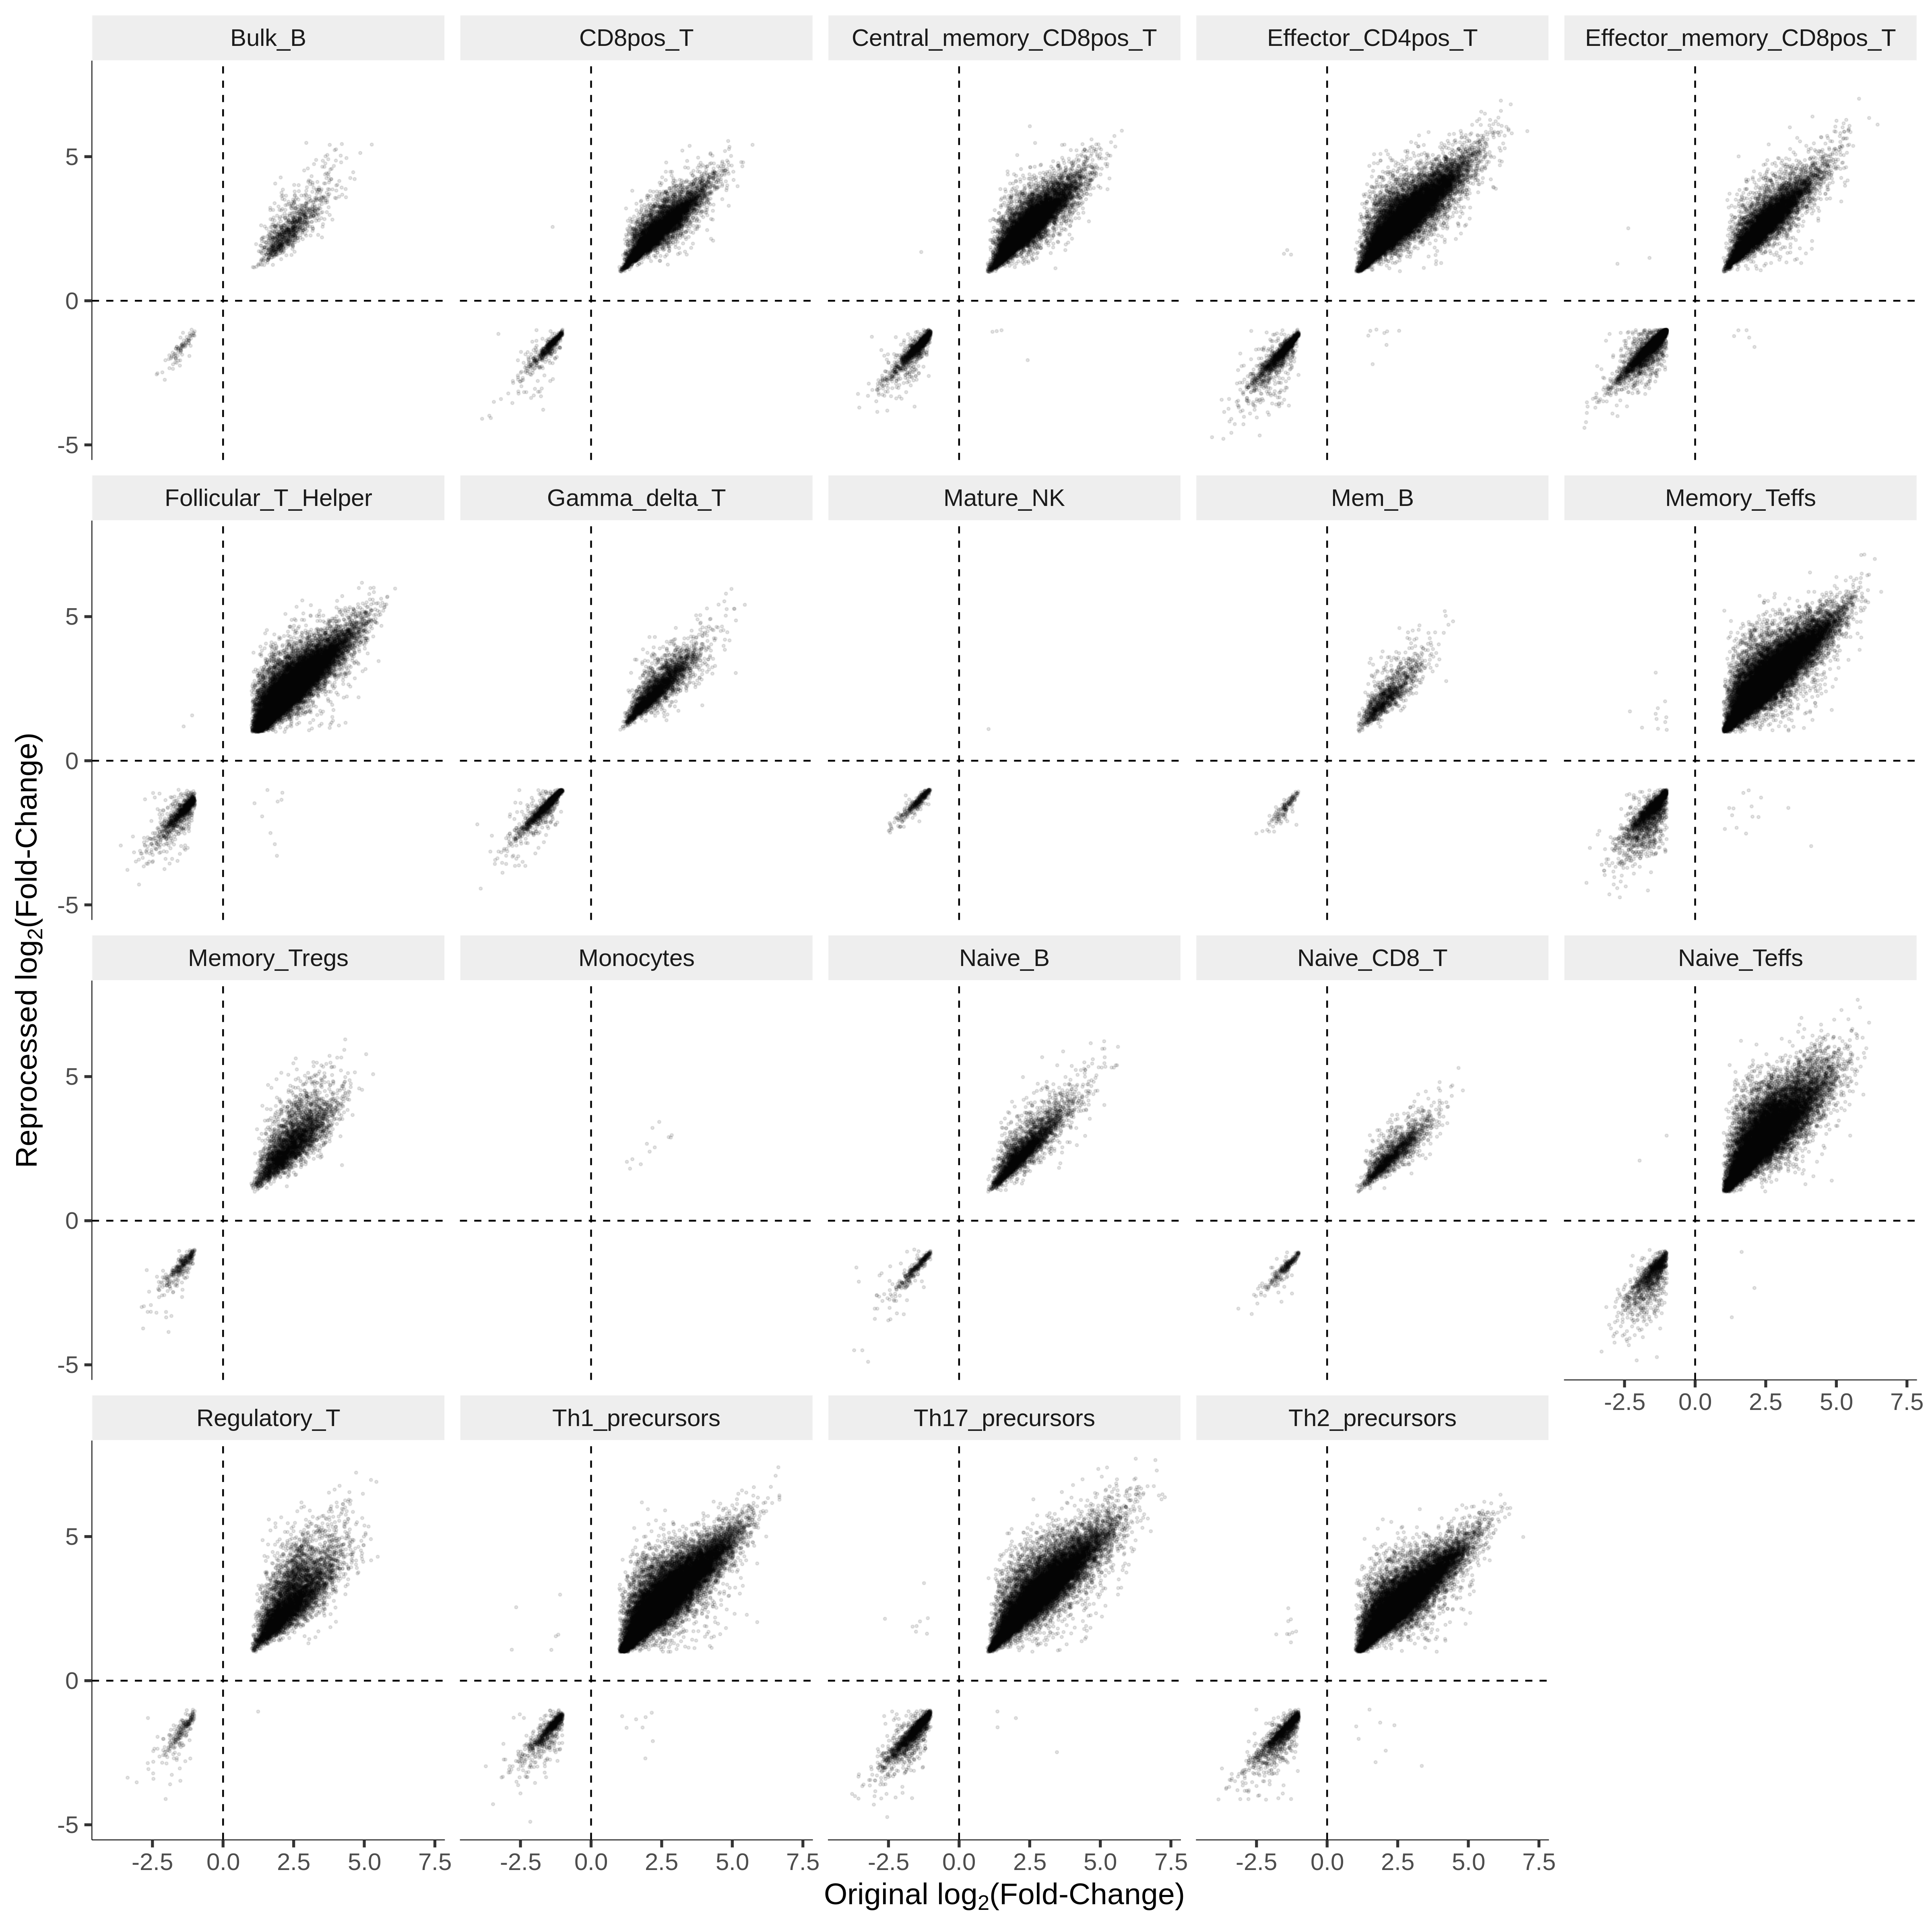 Bulk_B CD8pos_T Central_memory_CD8pos_T Effector_CD4pos_T Effector_memory_CD8pos_T
5
0
-5
Follicular_T_Helper Gamma_delta_T Mature_NK Mem_B Memory_Teffs
5
0
-5
Memory_Tregs Monocytes Naive_B Naive_CD8_T Naive_Teffs
5
0
-5
-2.5 0.0 2.5 5.0 7.5
Regulatory_T Th1_precursors Th17_precursors Th2_precursors
5
0
-5
-2.5 0.0 2.5 5.0 7.5 -2.5 0.0 2.5 5.0 7.5 -2.5 0.0 2.5 5.0 7.5 -2.5 0.0 2.5 5.0 7.5
Original log₂(Fold-Change)
Reprocessed log₂(Fold-Change)